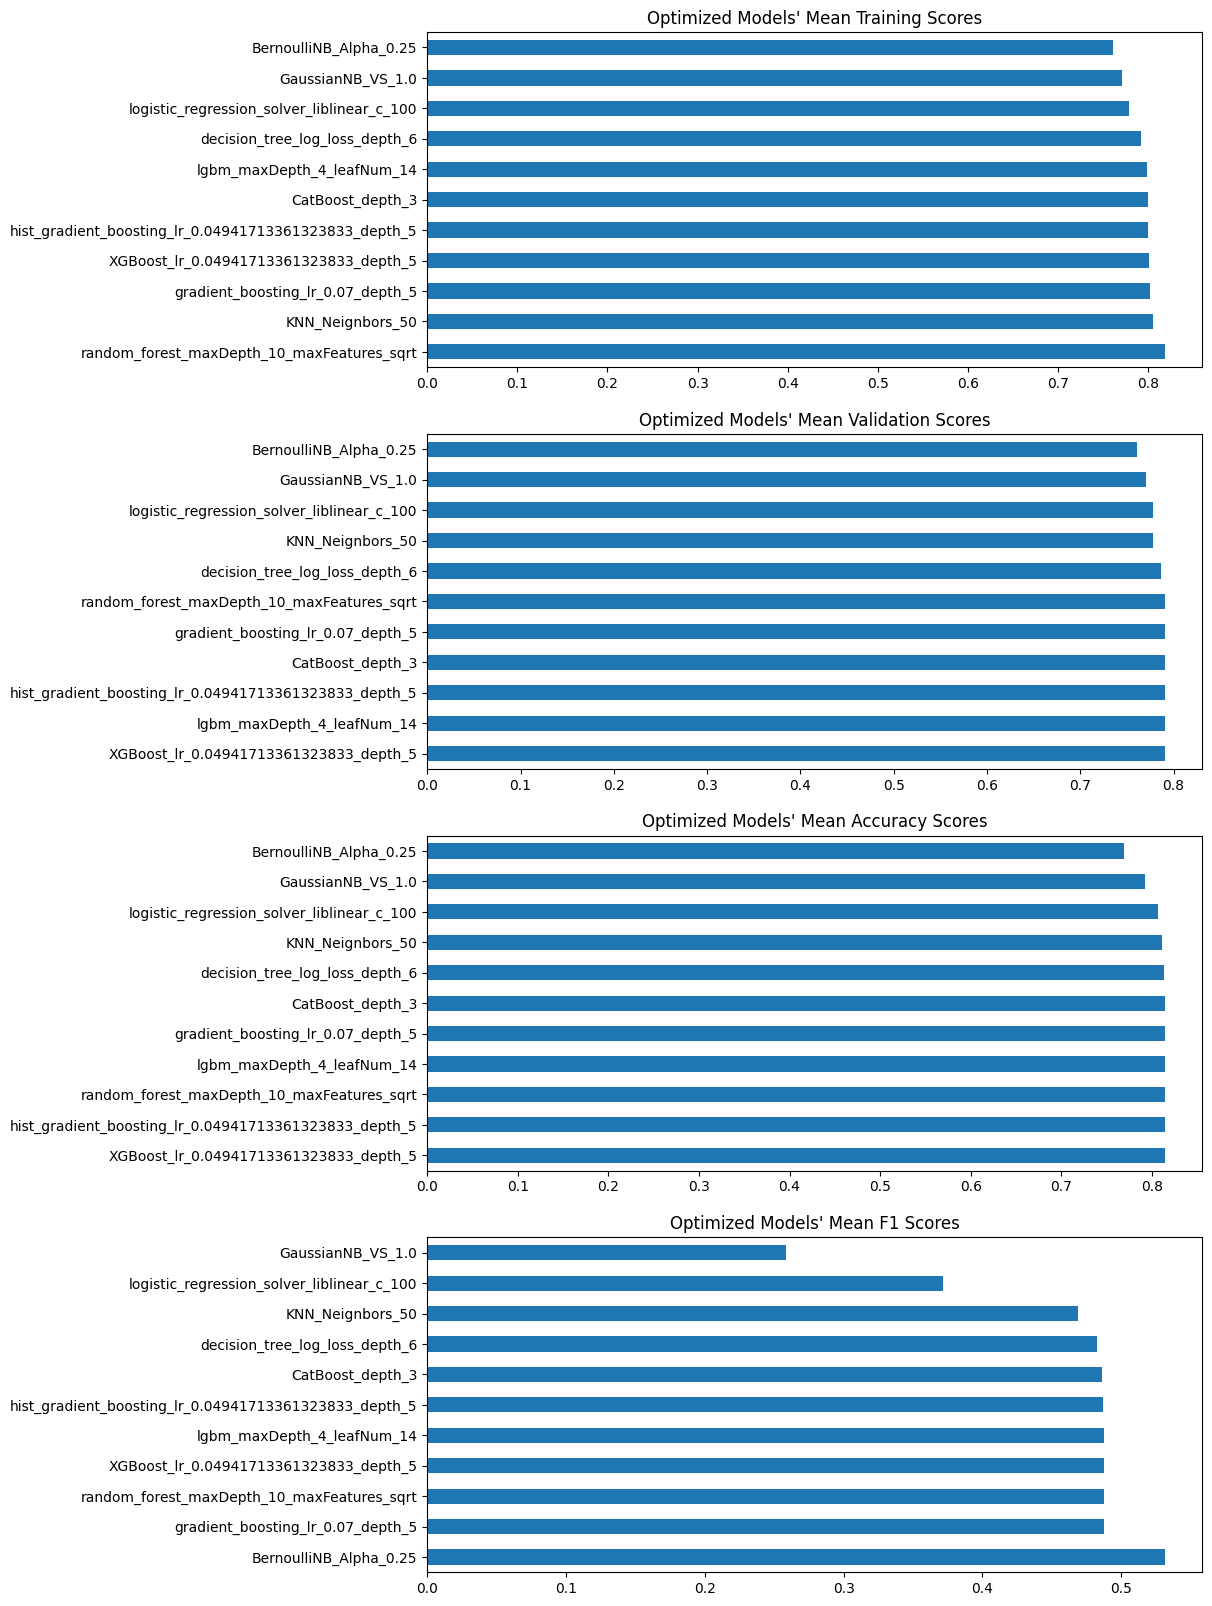 Optimized Models' Mean Training Scores
BernoulliNB_Alpha_0.25
GaussianNB_VS_1.0
logistic_regression_solver_liblinear_c_100
decision_tree_log_loss_depth_6
lgbm_maxDepth_4_leafNum_14
CatBoost_depth_3
hist_gradient_boosting_lr_0.04941713361323833_depth_5
XGBoost_lr_0.04941713361323833_depth_5
gradient_boosting_lr_0.07_depth_5
KNN_Neignbors_50
random_forest_maxDepth_10_maxFeatures_sqrt
0.0 0.1 0.2 0.3 0.4 0.5 0.6 0.7 0.8
Optimized Models' Mean Validation Scores
BernoulliNB_Alpha_0.25
GaussianNB_VS_1.0
logistic_regression_solver_liblinear_c_100
KNN_Neignbors_50
decision_tree_log_loss_depth_6
random_forest_maxDepth_10_maxFeatures_sqrt
gradient_boosting_lr_0.07_depth_5
CatBoost_depth_3
hist_gradient_boosting_lr_0.04941713361323833_depth_5
lgbm_maxDepth_4_leafNum_14
XGBoost_lr_0.04941713361323833_depth_5
0.0 0.1 0.2 0.3 0.4 0.5 0.6 0.7 0.8
Optimized Models' Mean Accuracy Scores
BernoulliNB_Alpha_0.25
GaussianNB_VS_1.0
logistic_regression_solver_liblinear_c_100
KNN_Neignbors_50
decision_tree_log_loss_depth_6
CatBoost_depth_3
gradient_boosting_lr_0.07_depth_5
lgbm_maxDepth_4_leafNum_14
random_forest_maxDepth_10_maxFeatures_sqrt
hist_gradient_boosting_lr_0.04941713361323833_depth_5
XGBoost_lr_0.04941713361323833_depth_5
0.0 0.1 0.2 0.3 0.4 0.5 0.6 0.7 0.8
Optimized Models' Mean F1 Scores
GaussianNB_VS_1.0
logistic_regression_solver_liblinear_c_100
KNN_Neignbors_50
decision_tree_log_loss_depth_6
CatBoost_depth_3
hist_gradient_boosting_lr_0.04941713361323833_depth_5
lgbm_maxDepth_4_leafNum_14
XGBoost_lr_0.04941713361323833_depth_5
random_forest_maxDepth_10_maxFeatures_sqrt
gradient_boosting_lr_0.07_depth_5
BernoulliNB_Alpha_0.25
0.0 0.1 0.2 0.3 0.4 0.5